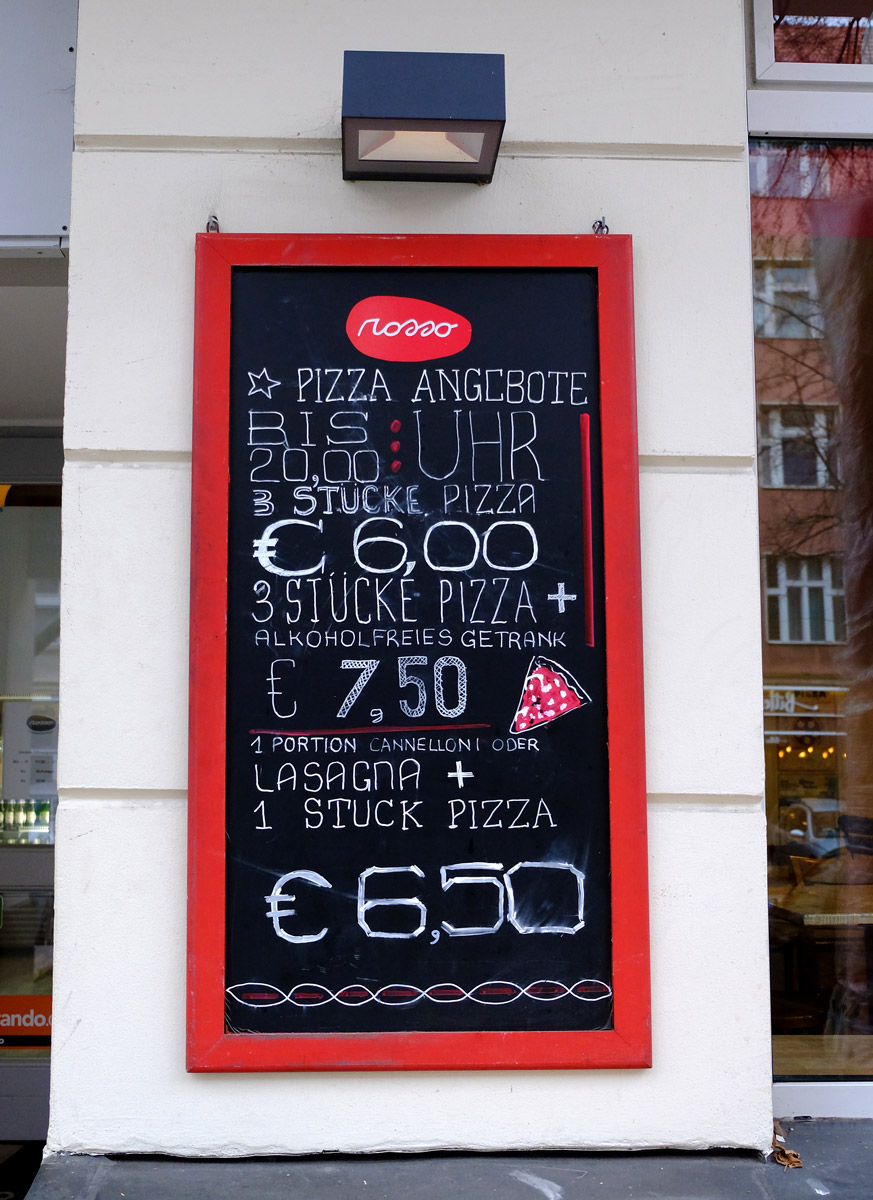 rosso
☆ PIZZA ANGEBOTE
BIS 20,00 : UHR
3 STÜCKE PIZZA
€ 6,00
3 STÜCKE PIZZA +
ALKOHOLFREIES GETRANK
€ 7,50
1 PORTION CANNELLONI ODER
LASAGNA +
1 STUCK PIZZA
€ 6,50
ando.